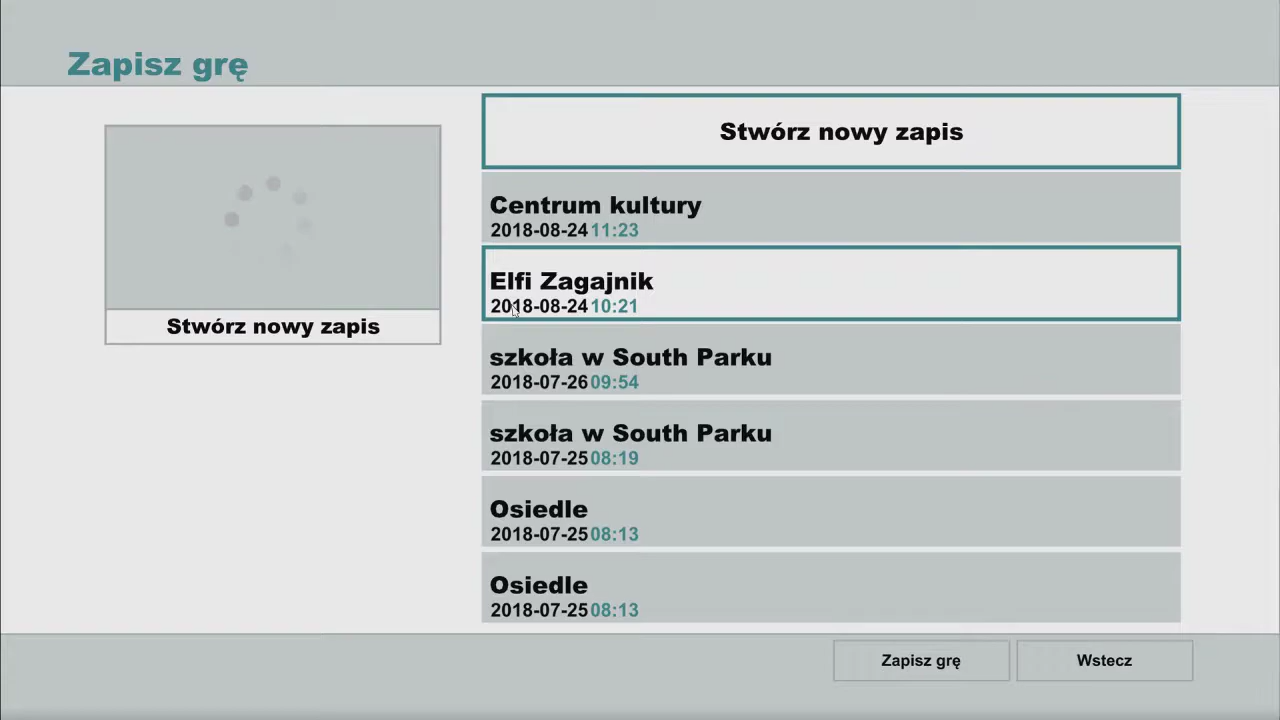 Zapisz grę
Stwórz nowy zapis
Stwórz nowy zapis
Centrum kultury
2018-08-24 11:23
Elfi Zagajnik
2018-08-24 10:21
szkoła w South Parku
2018-07-26 09:54
szkoła w South Parku
2018-07-25 08:19
Osiedle
2018-07-25 08:13
Osiedle
2018-07-25 08:13
Zapisz grę
Wstecz